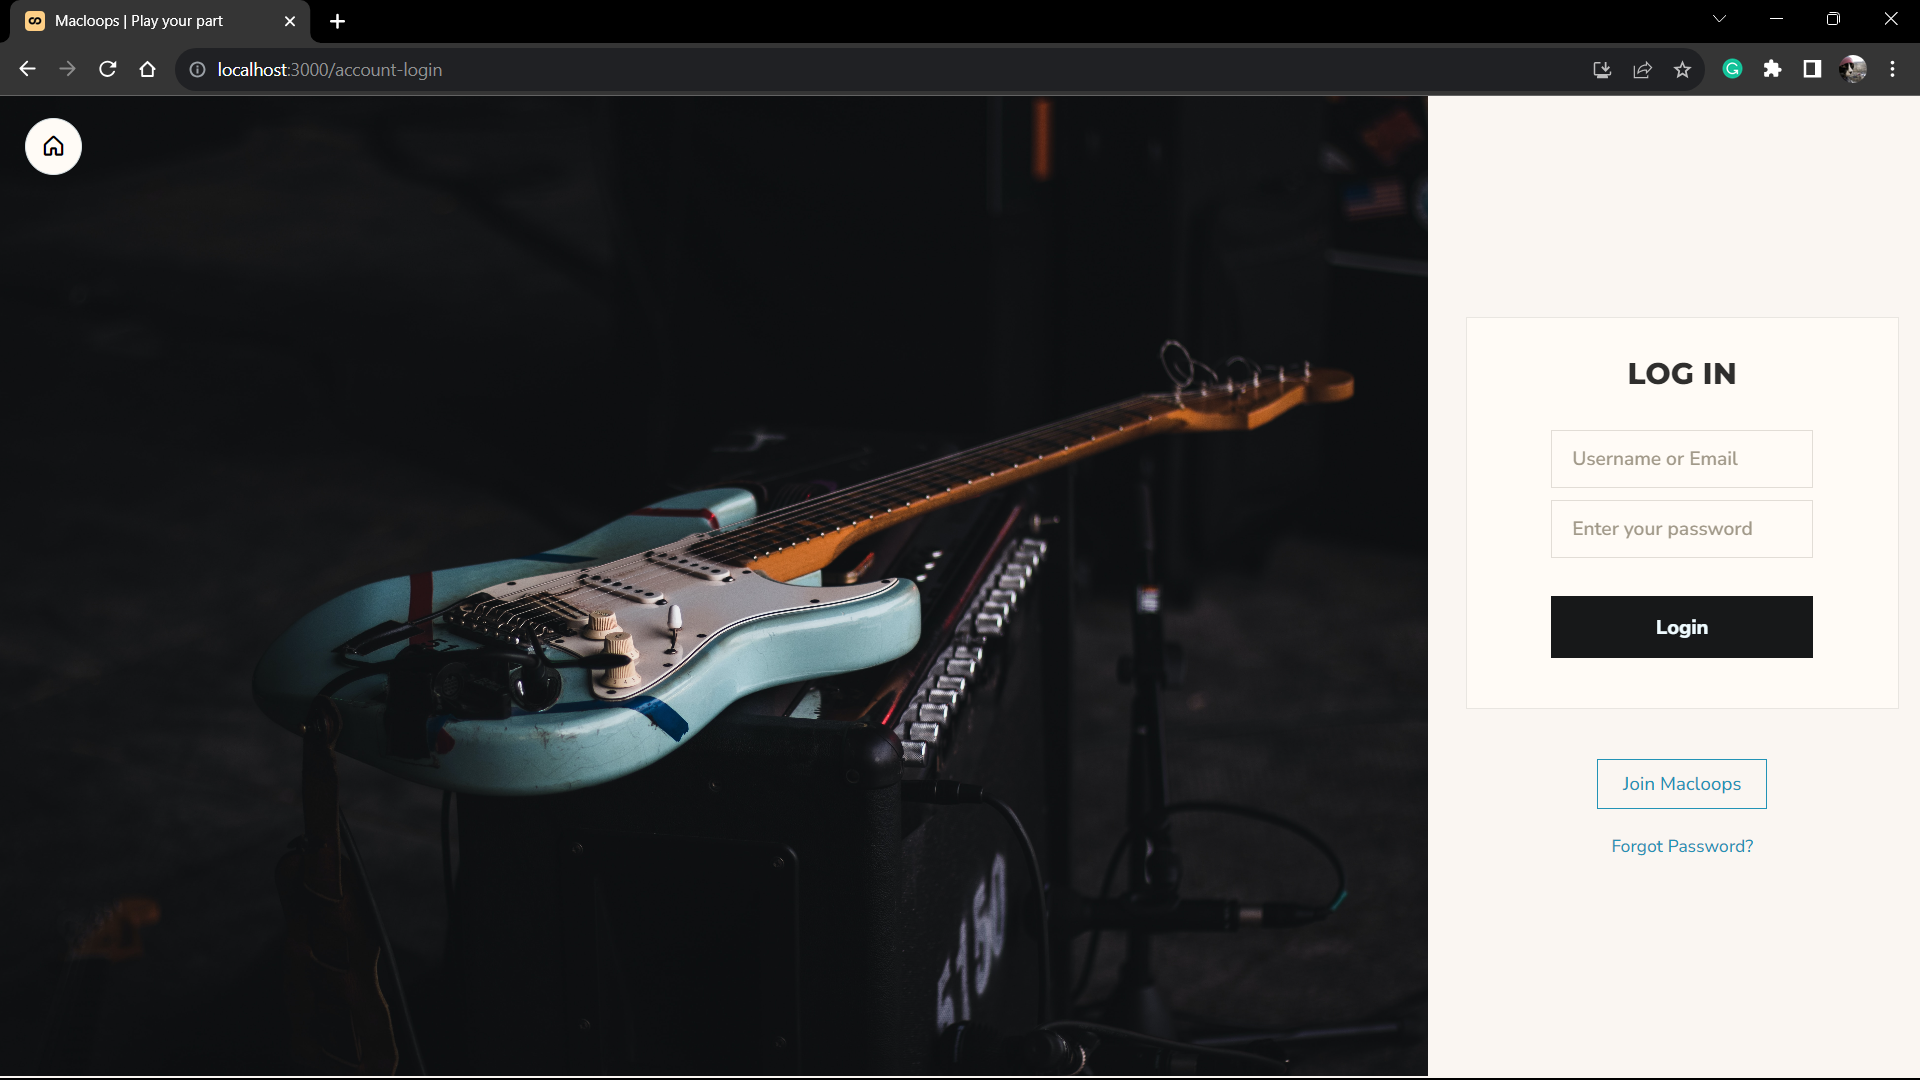 Macloops | Play your part
localhost:3000/account-login
LOG IN
Username or Email
Enter your password
Login
Join Macloops
Forgot Password?
5150